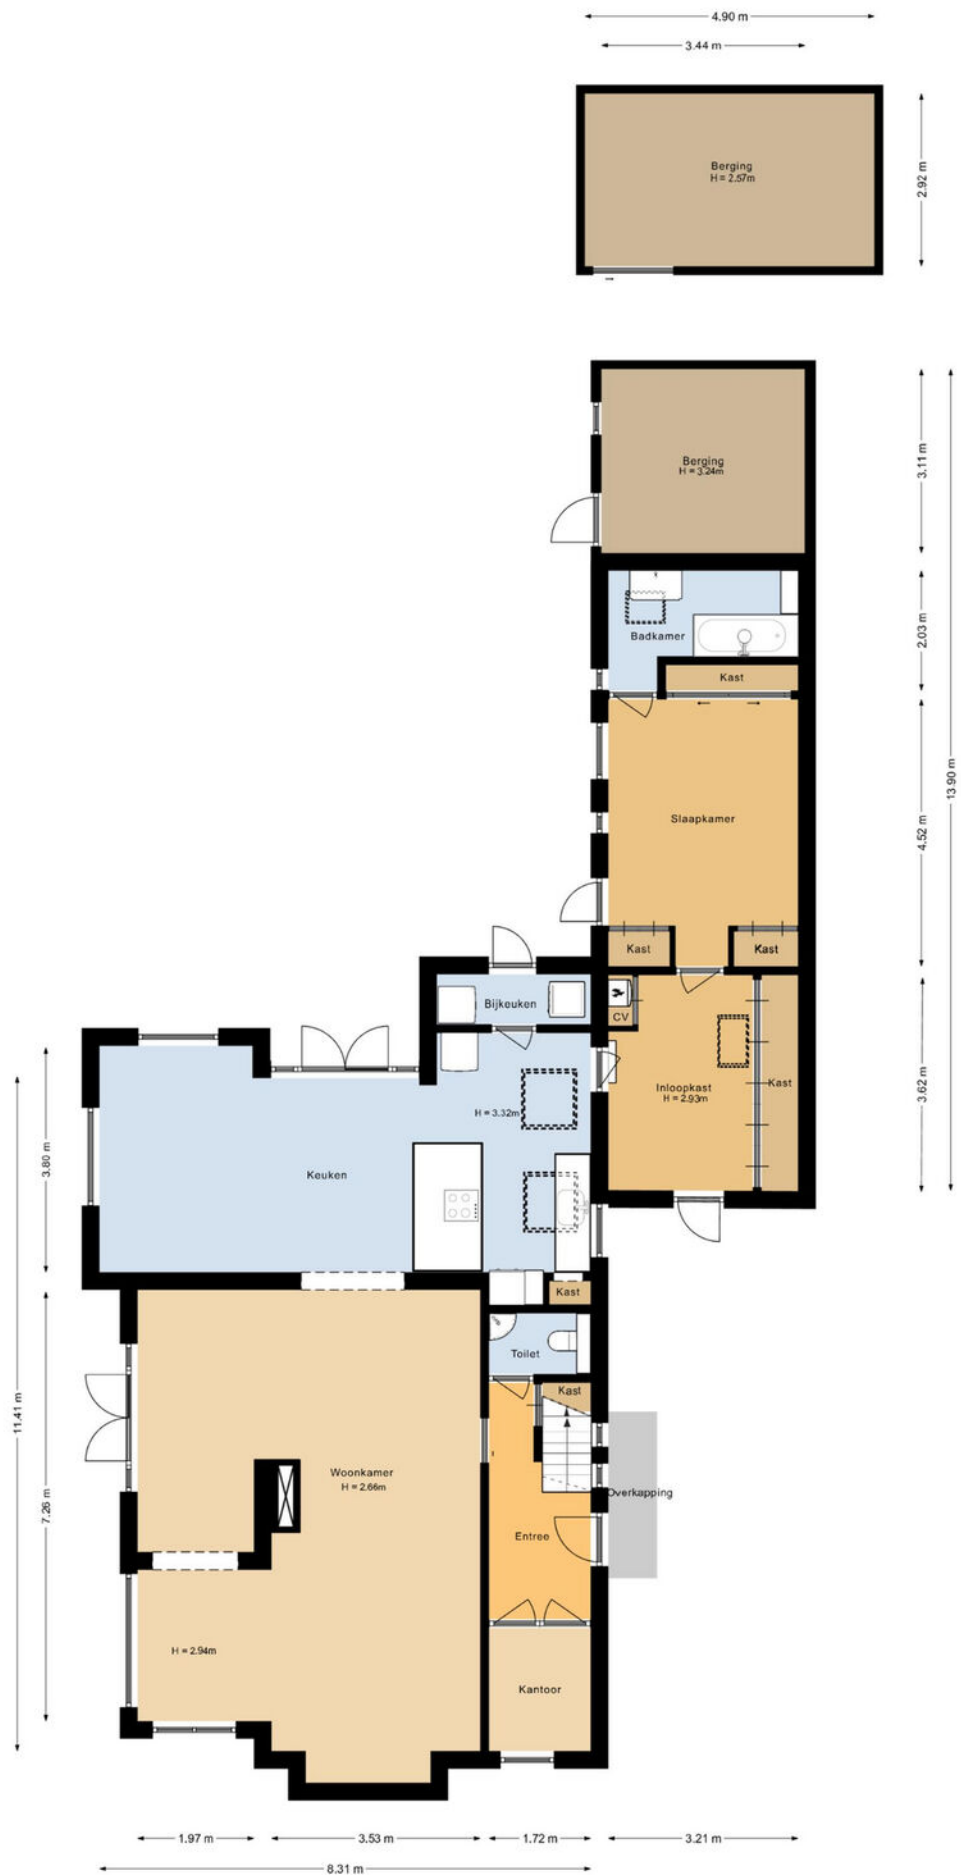 4.90 m
3.44 m
Berging
H = 2.57m
2.92 m
Berging
H = 3.24m
3.11 m
Badkamer
2.03 m
Kast
Slaapkamer
4.52 m
13.90 m
Kast
Kast
Bijkeuken
CV
Inloopkast
H = 2.93m
Kast
3.62 m
H = 3.32m
Keuken
3.80 m
Kast
Toilet
Kast
11.41 m
7.26 m
Woonkamer
H = 2.66m
Overkapping
Entree
H = 2.94m
Kantoor
1.97 m
3.53 m
1.72 m
3.21 m
8.31 m